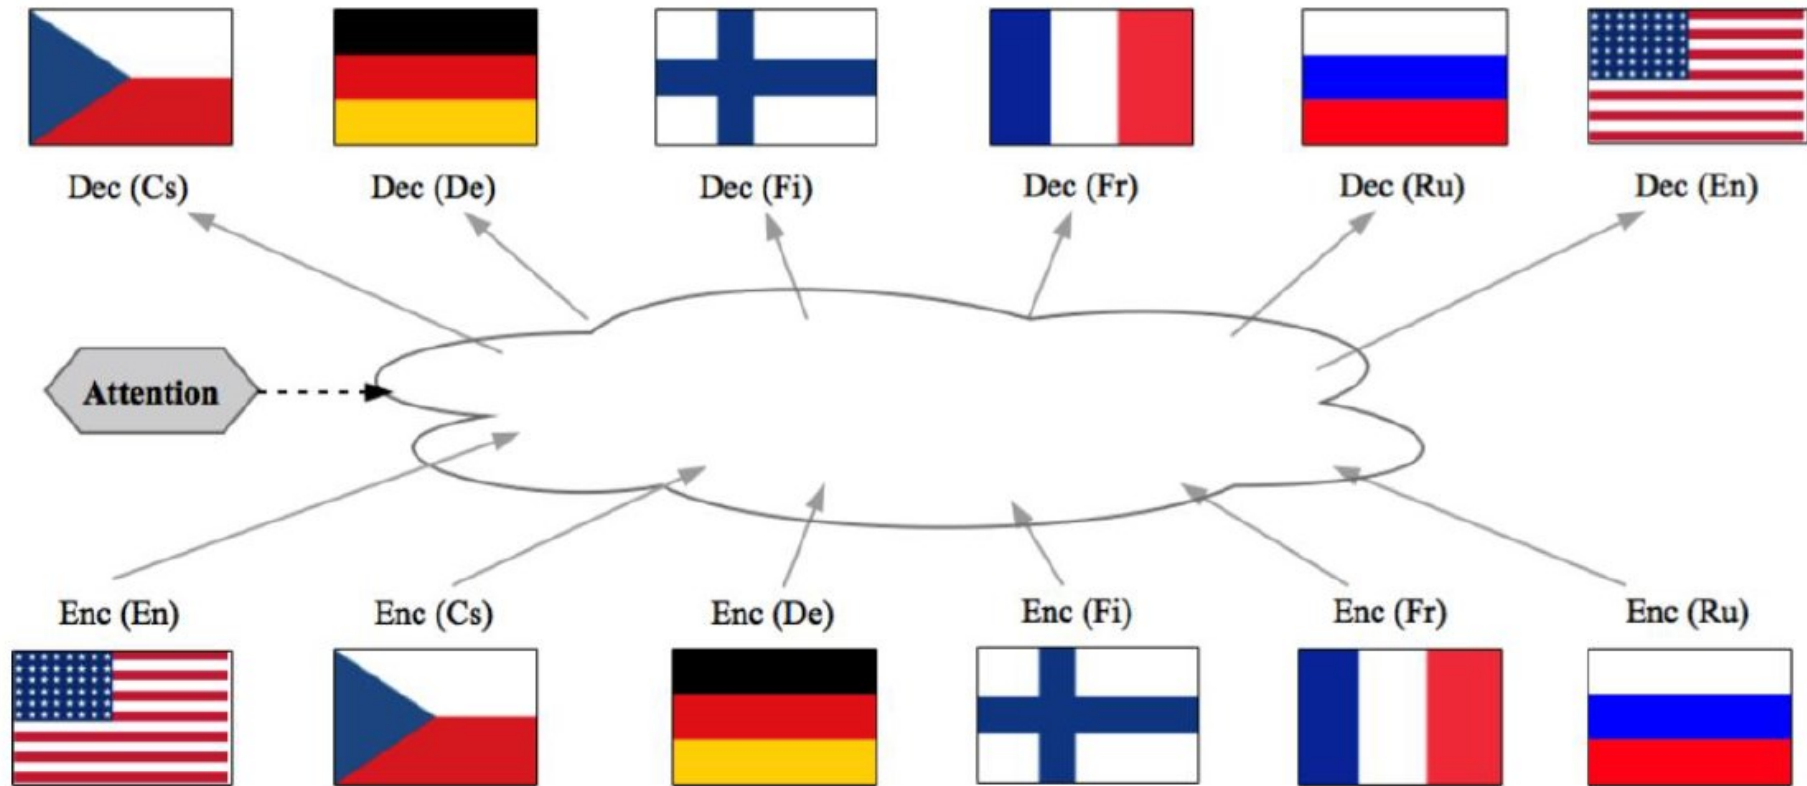 Dec (Cs) Dec (De) Dec (Fi) Dec (Fr) Dec (Ru) Dec (En)
Attention
Enc (En) Enc (Cs) Enc (De) Enc (Fi) Enc (Fr) Enc (Ru)